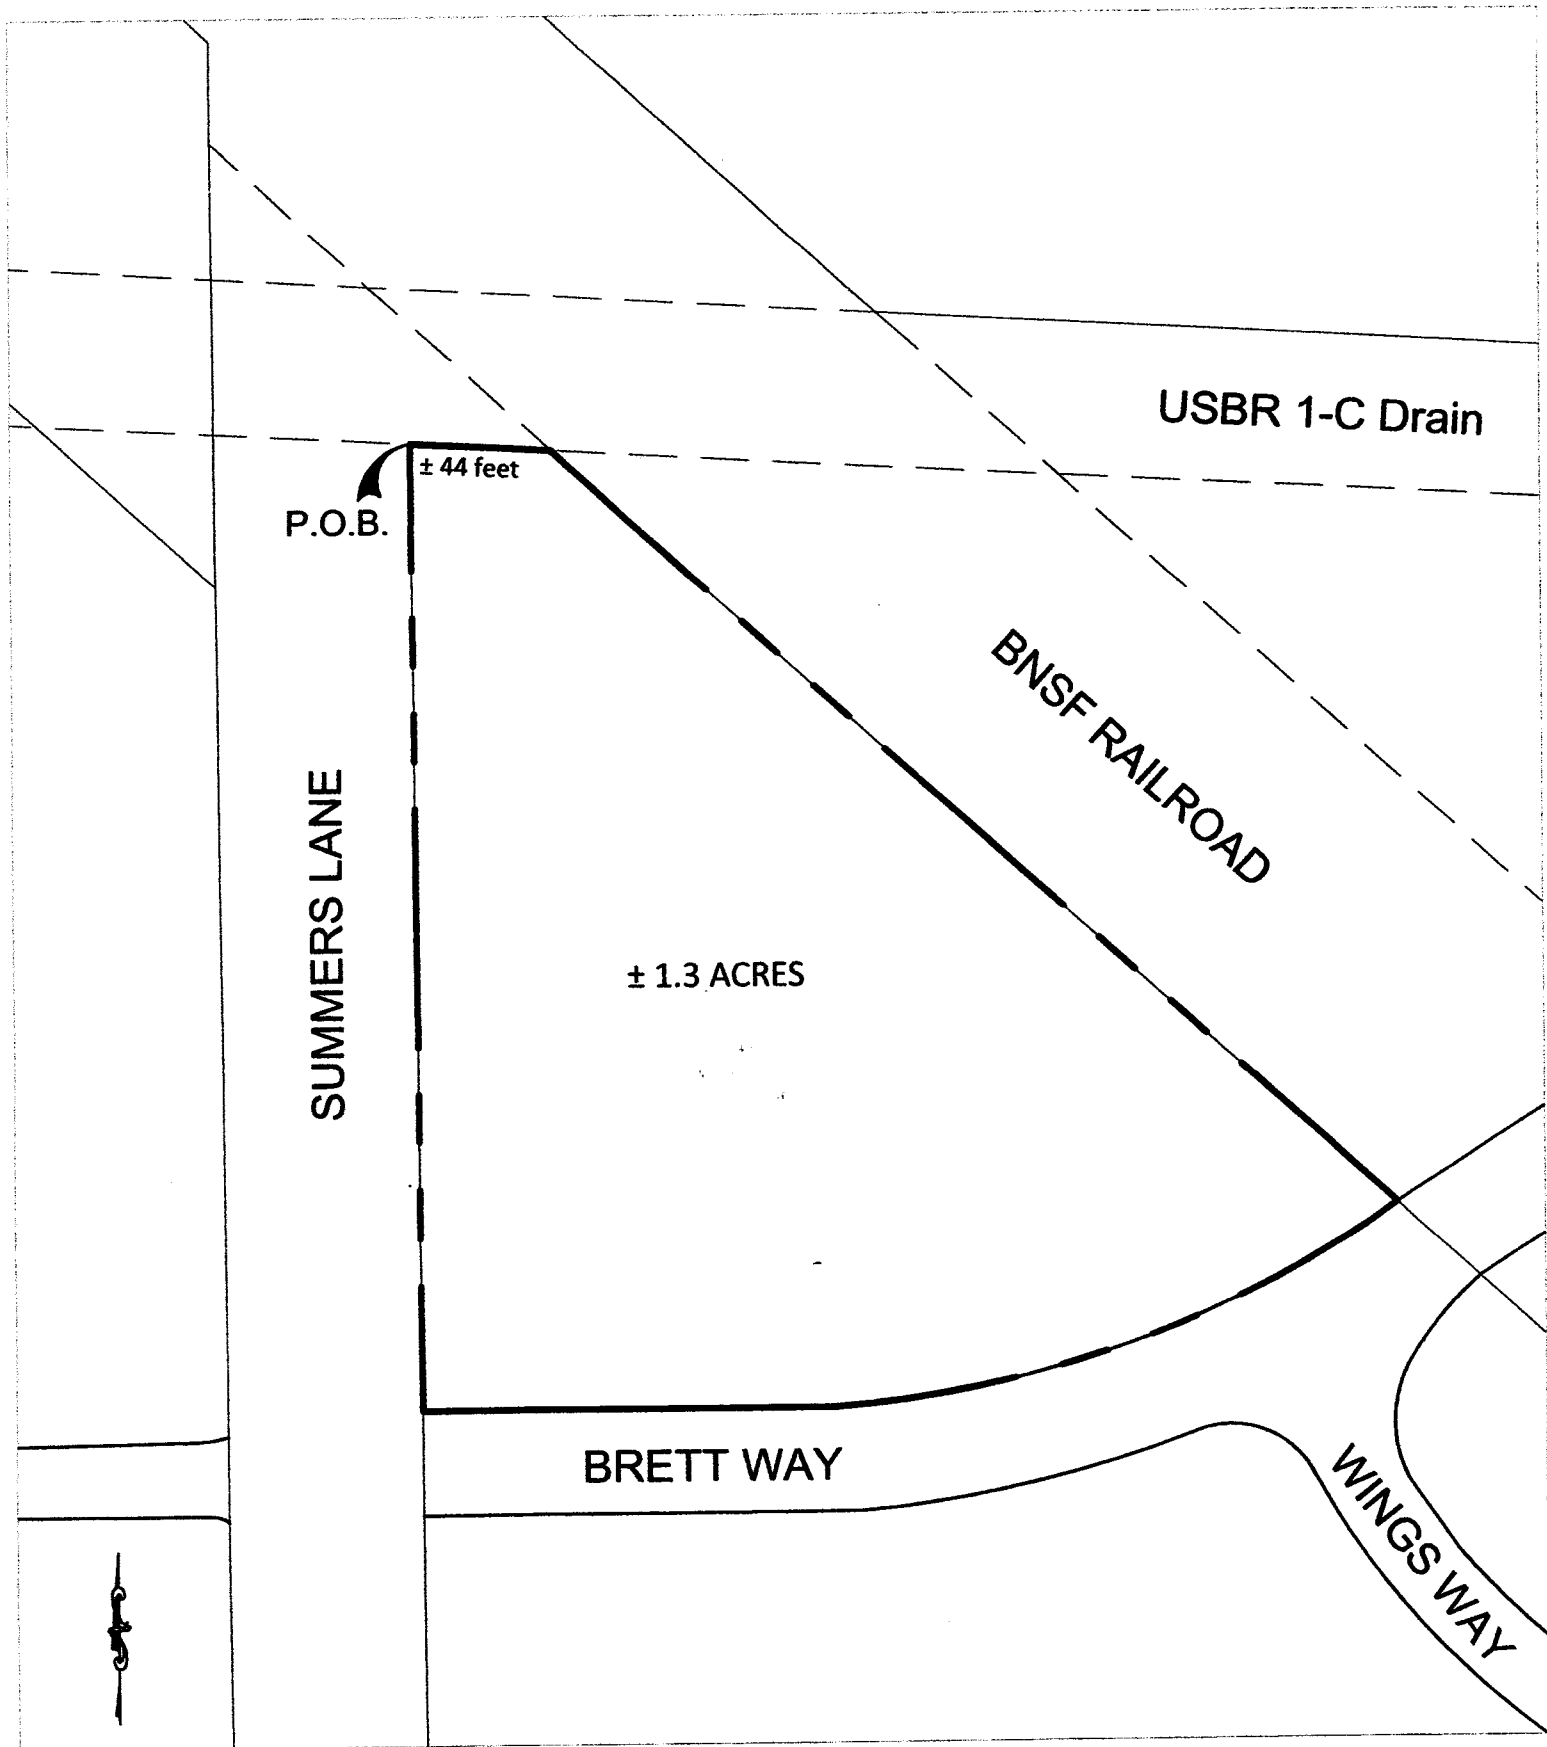 USBR 1-C Drain
± 44 feet
P.O.B.
BNSF RAILROAD
SUMMERS LANE
± 1.3 ACRES
BRETT WAY
WINGS WAY